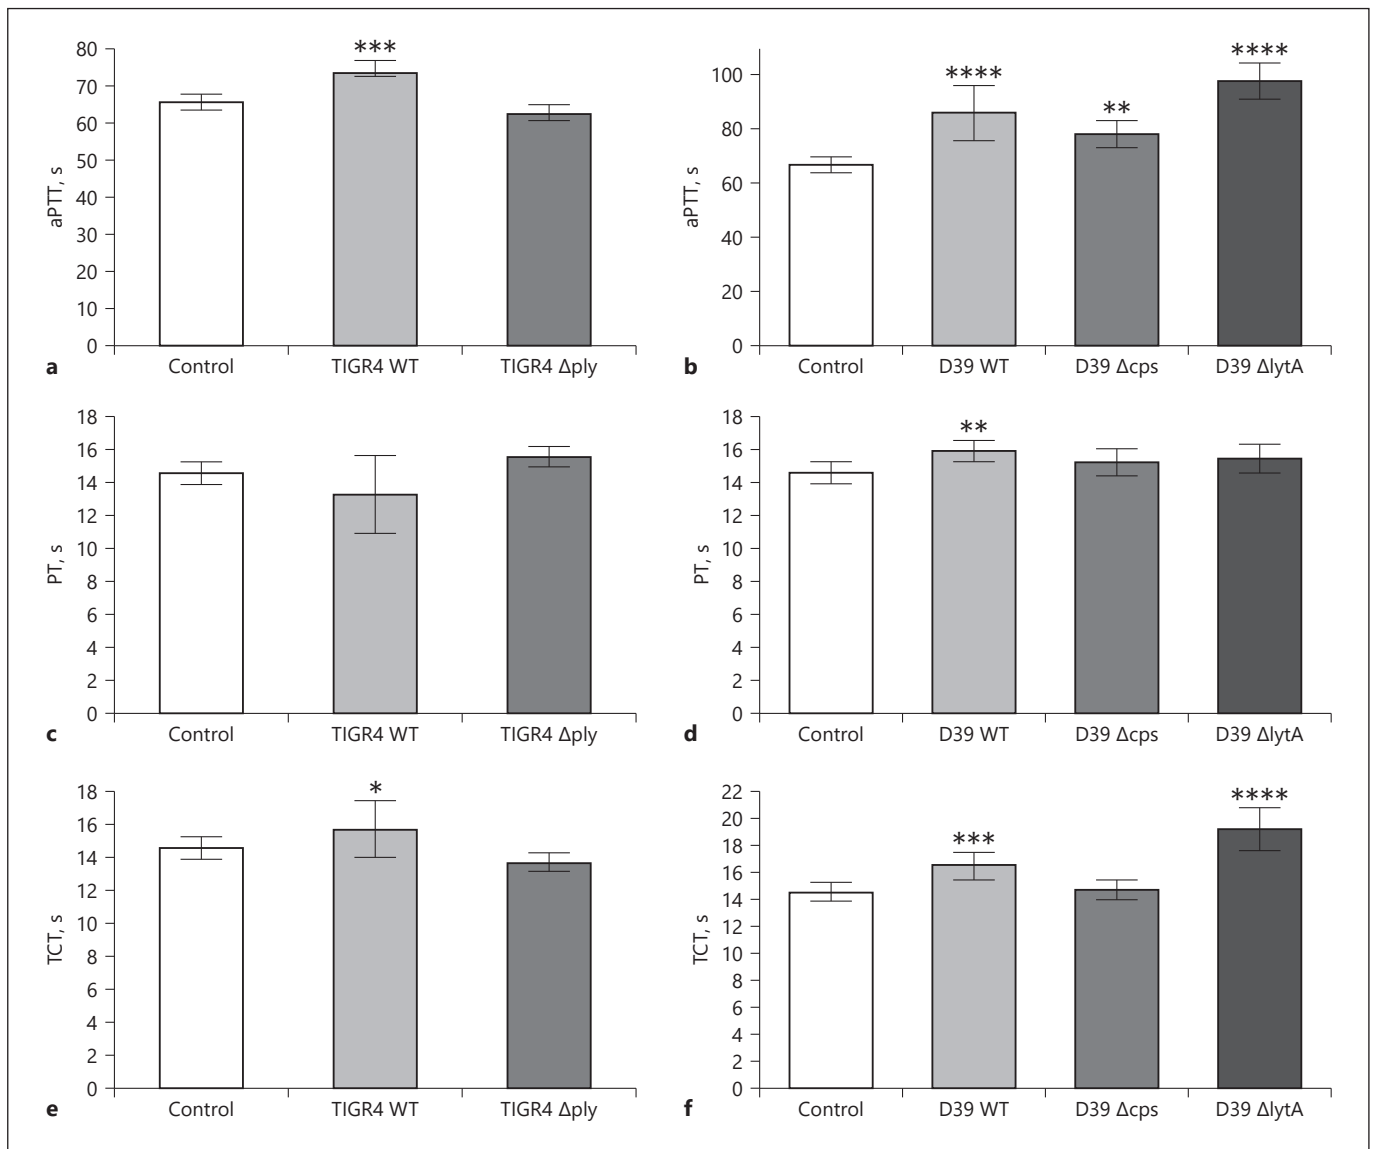 80
70
60
50
40
30
20
10
0
aPTT, s
***
Control
TIGR4 WT
TIGR4 Δply
a
100
80
60
40
20
0
aPTT, s
****
**
****
Control
D39 WT
D39 Δcps
D39 ΔlytA
b
18
16
14
12
10
8
6
4
2
0
PT, s
Control
TIGR4 WT
TIGR4 Δply
c
18
16
14
12
10
8
6
4
2
0
PT, s
**
Control
D39 WT
D39 Δcps
D39 ΔlytA
d
18
16
14
12
10
8
6
4
2
0
TCT, s
*
Control
TIGR4 WT
TIGR4 Δply
e
22
20
18
16
14
12
10
8
6
4
2
0
TCT, s
***
****
Control
D39 WT
D39 Δcps
D39 ΔlytA
f